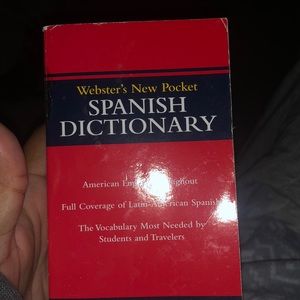 Webster's New Pocket
SPANISH
DICTIONARY
American
Full Coverage of Latin-American Spanish
The Vocabulary Most Needed by
Students and Travelers